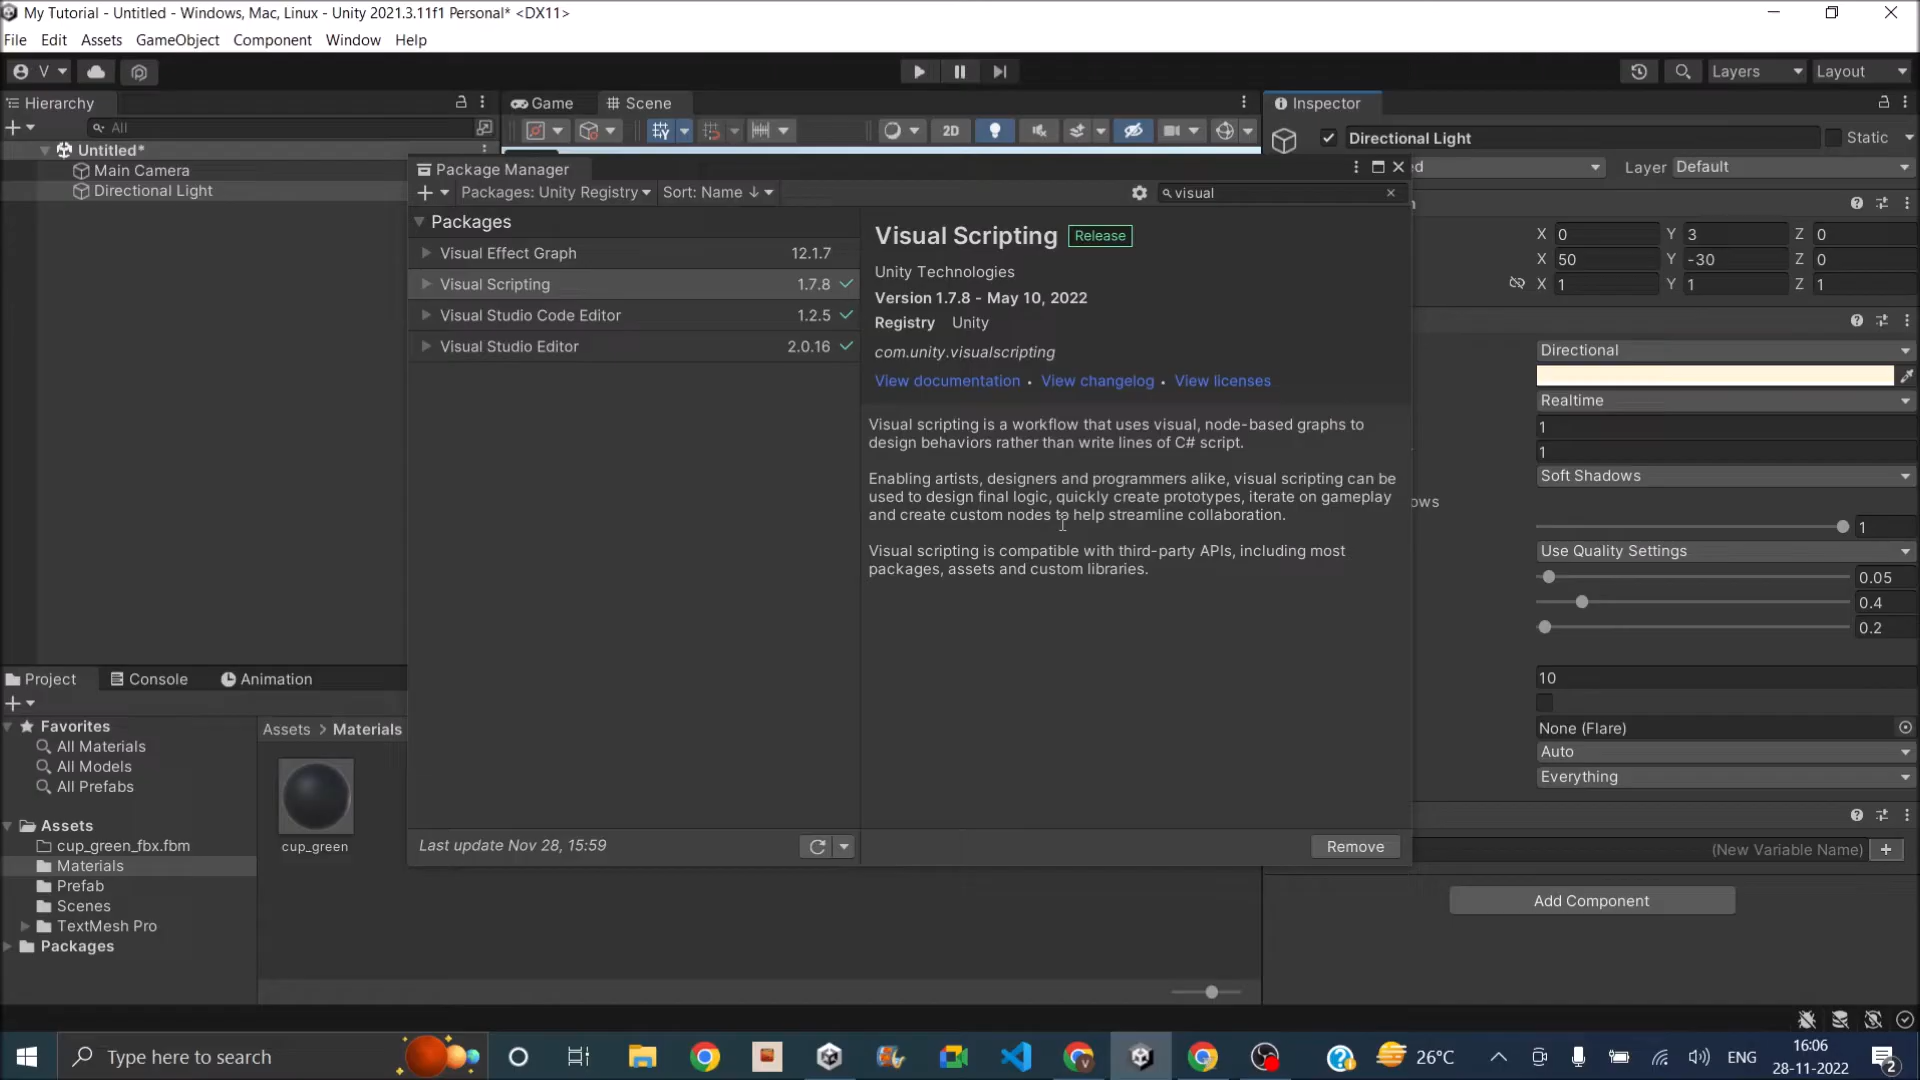 My Tutorial - Untitled - Windows, Mac, Linux - Unity 2021.3.11f1 Personal* <DX11>
File Edit Assets GameObject Component Window Help
V
Layers Layout
Hierarchy
All
Untitled*
Main Camera
Directional Light
Game Scene
2D
Inspector
Directional Light Static
d Layer Default
X 0 Y 3 Z 0
X 50 Y -30 Z 0
X 1 Y 1 Z 1
Directional
Realtime
1
1
Soft Shadows
ows
1
Use Quality Settings
0.05
0.4
0.2
10
None (Flare)
Auto
Everything
(New Variable Name)
Add Component
Package Manager
Packages: Unity Registry Sort: Name ↓
visual
Packages
Visual Effect Graph 12.1.7
Visual Scripting 1.7.8
Visual Studio Code Editor 1.2.5
Visual Studio Editor 2.0.16
Last update Nov 28, 15:59
Visual Scripting Release
Unity Technologies
Version 1.7.8 - May 10, 2022
Registry Unity
com.unity.visualscripting
View documentation • View changelog • View licenses
Visual scripting is a workflow that uses visual, node-based graphs to
design behaviors rather than write lines of C# script.
Enabling artists, designers and programmers alike, visual scripting can be
used to design final logic, quickly create prototypes, iterate on gameplay
and create custom nodes to help streamline collaboration.
Visual scripting is compatible with third-party APIs, including most
packages, assets and custom libraries.
Remove
Project Console Animation
Favorites
All Materials
All Models
All Prefabs
Assets
cup_green_fbx.fbm
Materials
Prefab
Scenes
TextMesh Pro
Packages
Assets > Materials
cup_green
Type here to search
26°C
ENG
16:06
28-11-2022
2